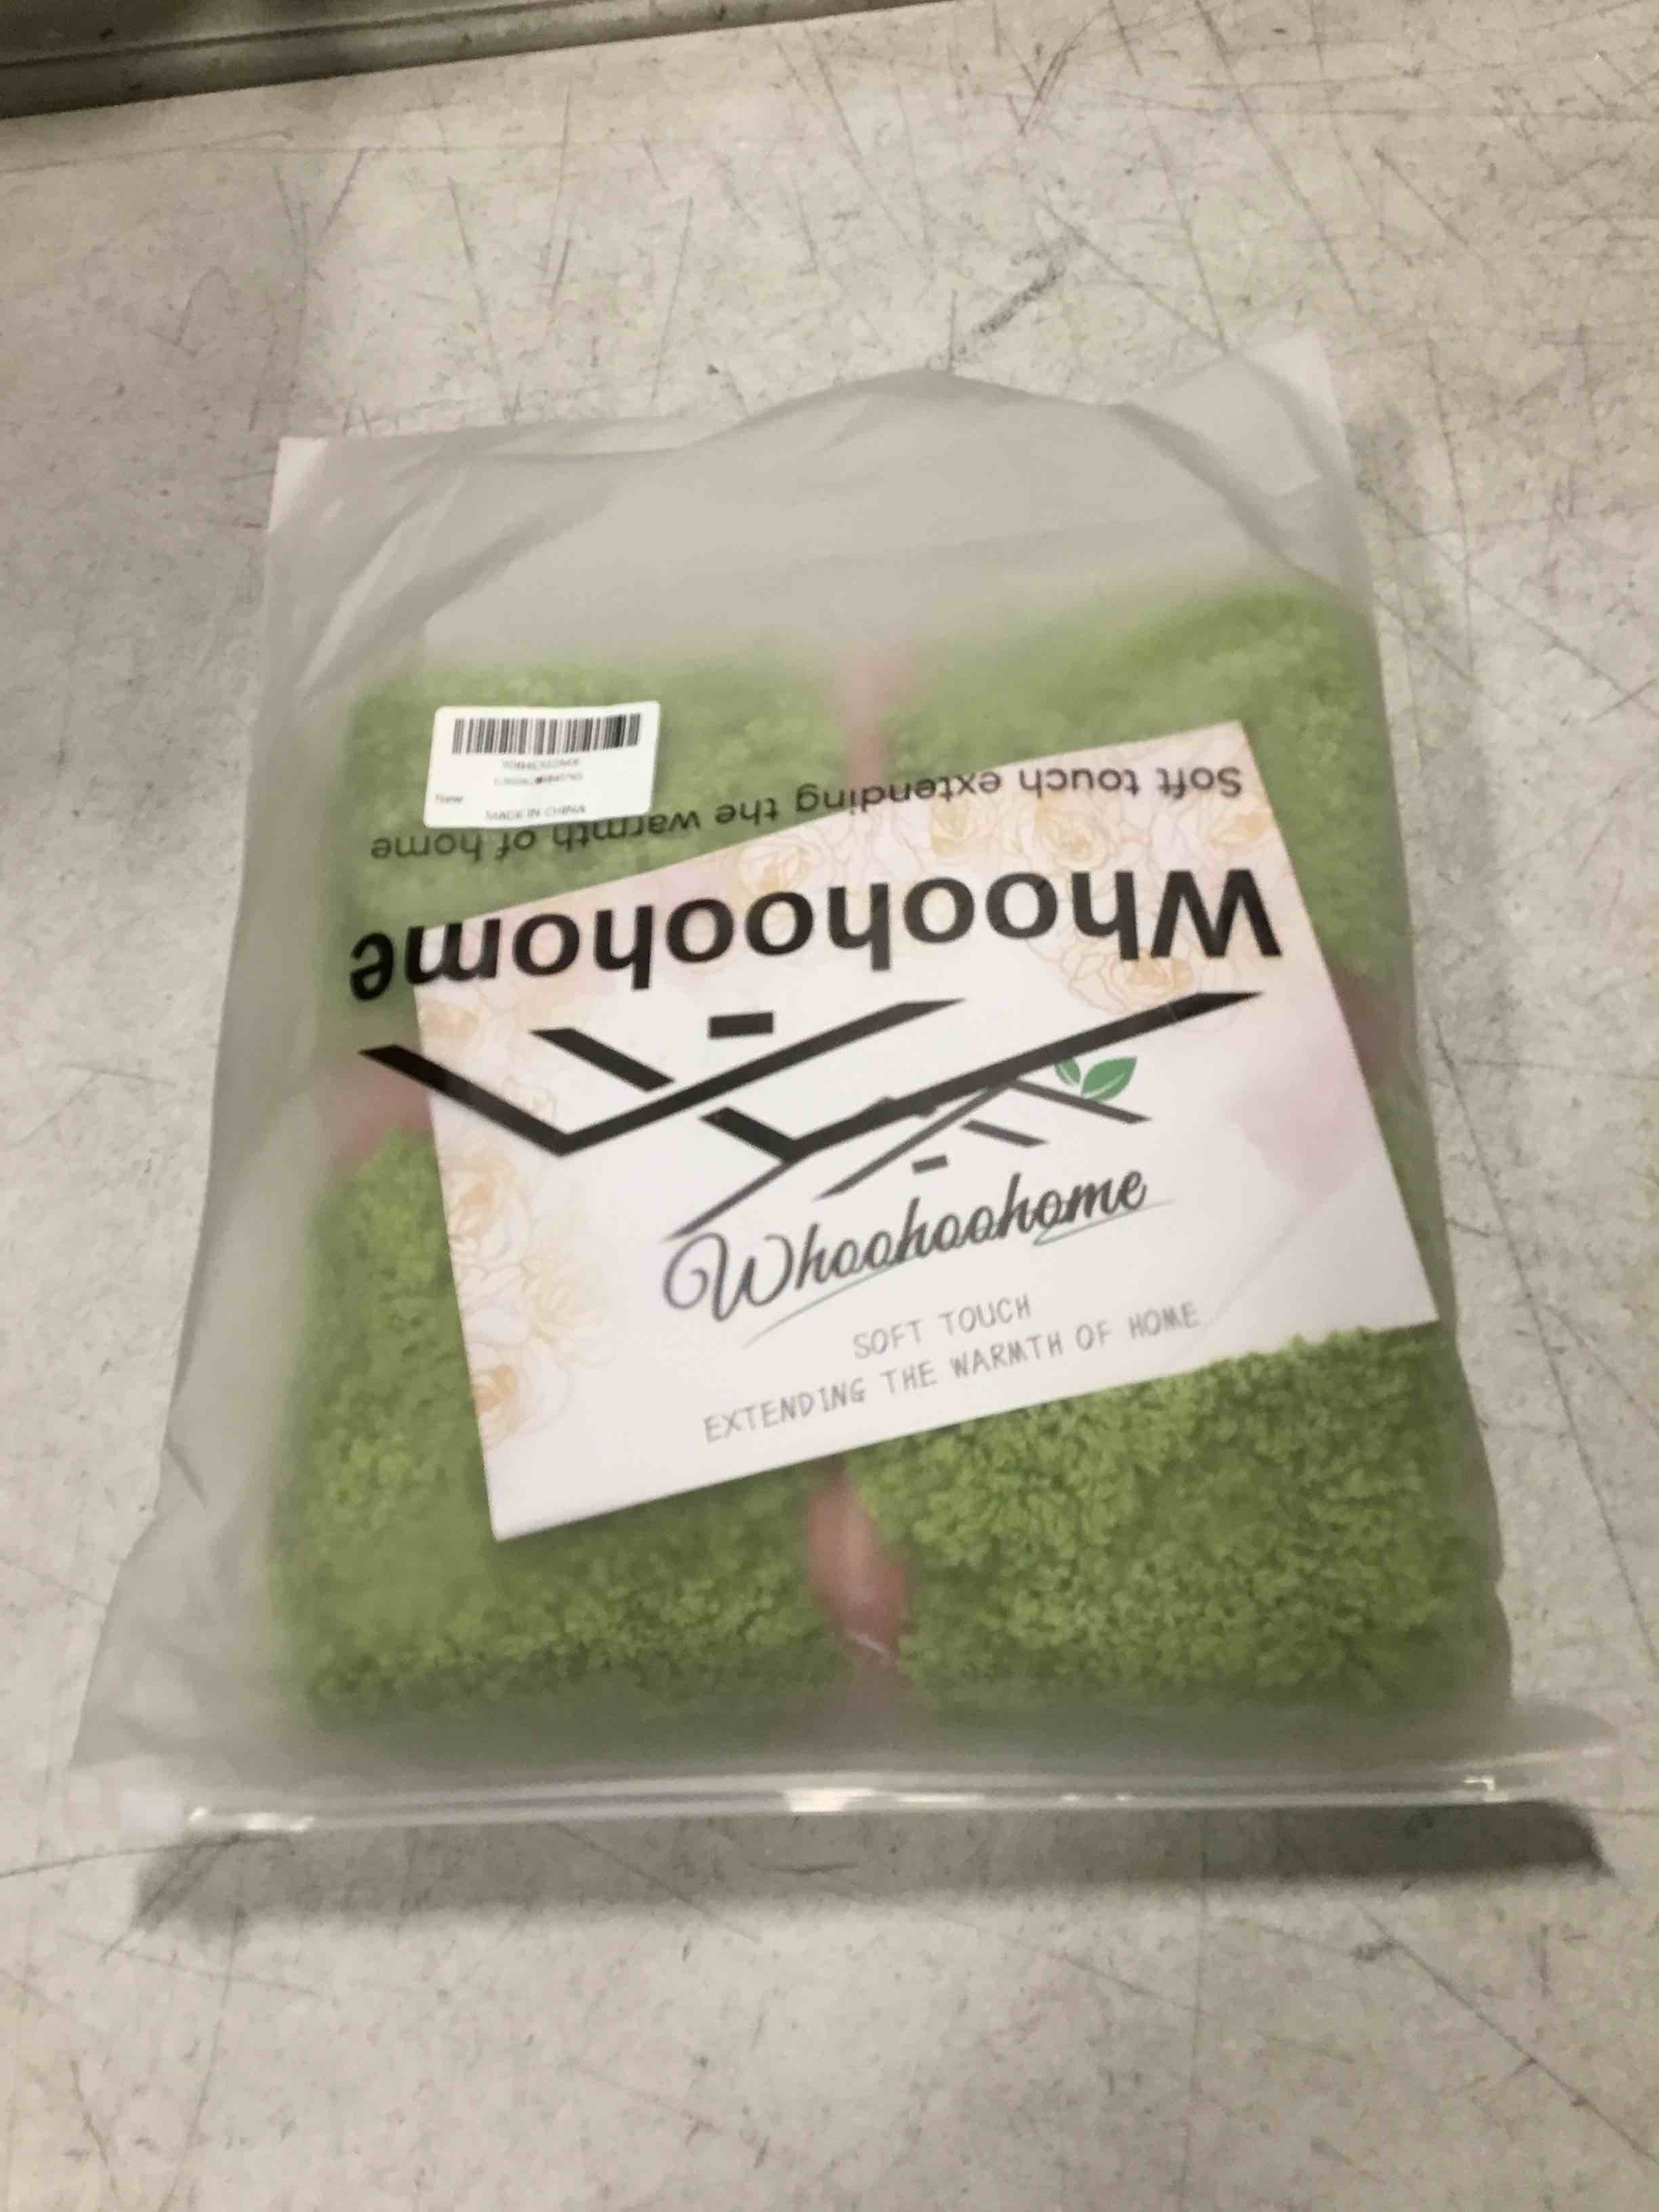 New
MADE IN CHINA
Soft touch extending the warmth of home
Whoohoohome
Whoohoohome
SOFT TOUCH
EXTENDING THE WARMTH OF HOME